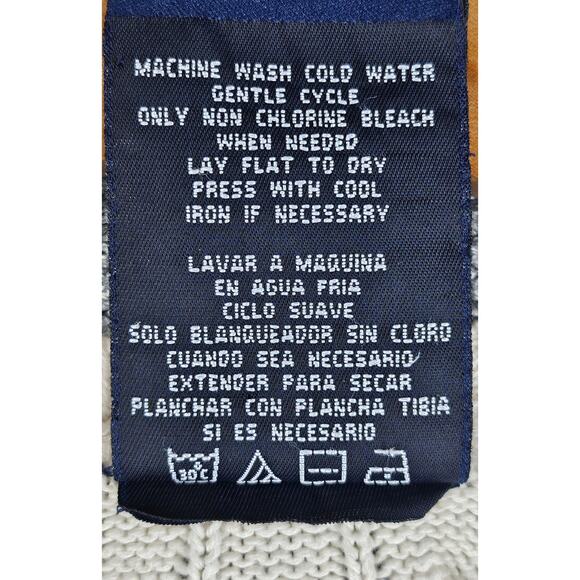 MACHINE WASH COLD WATER
GENTLE CYCLE
ONLY NON CHLORINE BLEACH
WHEN NEEDED
LAY FLAT TO DRY
PRESS WITH COOL
IRON IF NECESSARY
LAVAR A MAQUINA
EN AGUA FRIA
CICLO SUAVE
SOLO BLANQUEADOR SIN CLORO
CUANDO SEA NECESARIO
EXTENDER PARA SECAR
PLANCHAR CON PLANCHA TIBIA
SI ES NECESARIO
30°C